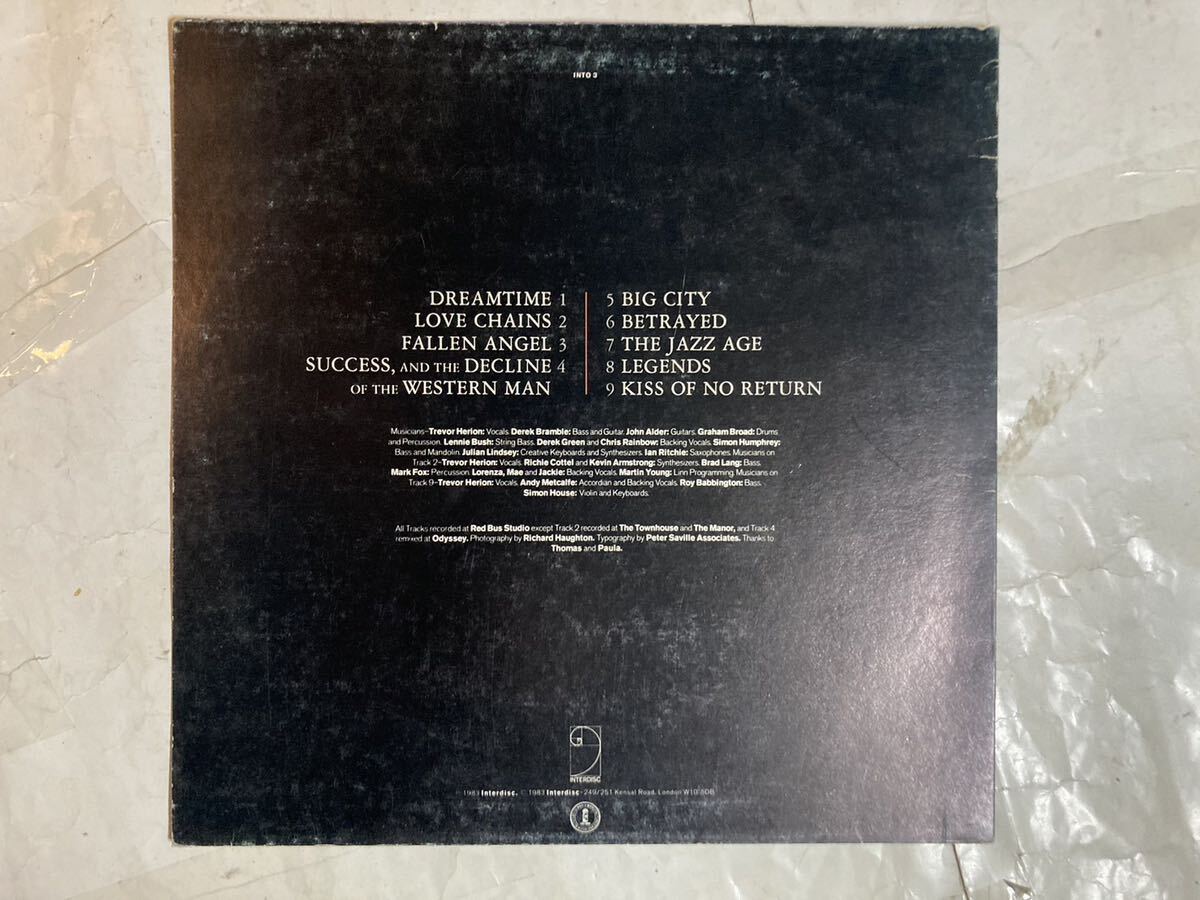 INTO 3
DREAMTIME 1
LOVE CHAINS 2
FALLEN ANGEL 3
SUCCESS, AND THE DECLINE 4
OF THE WESTERN MAN
5 BIG CITY
6 BETRAYED
7 THE JAZZ AGE
8 LEGENDS
9 KISS OF NO RETURN
Musicians–Trevor Herion: Vocals. Derek Bramble: Bass and Guitar. John Alder: Guitars. Graham Broad: Drums
and Percussion. Lennie Bush: String Bass. Derek Green and Chris Rainbow: Backing Vocals. Simon Humphrey:
Bass and Mandolin. Julian Lindsey: Creative Keyboards and Synthesizers. Ian Ritchie: Saxophones. Musicians on
Track 2–Trevor Herion: Vocals. Richie Cottel and Kevin Armstrong: Synthesizers. Brad Lang: Bass.
Mark Fox: Percussion. Lorenza, Mae and Jackie: Backing Vocals. Martin Young: Linn Programming. Musicians on
Track 9–Trevor Herion: Vocals. Andy Metcalfe: Accordian and Backing Vocals. Roy Babbington: Bass.
Simon House: Violin and Keyboards.
All Tracks recorded at Red Bus Studio except Track 2 recorded at The Townhouse and The Manor, and Track 4
remixed at Odyssey. Photography by Richard Haughton. Typography by Peter Saville Associates. Thanks to
Thomas and Paula.
INTERDISC
℗ 1983 Interdisc. © 1983 Interdisc–249/251 Kensal Road, London W10 5DB